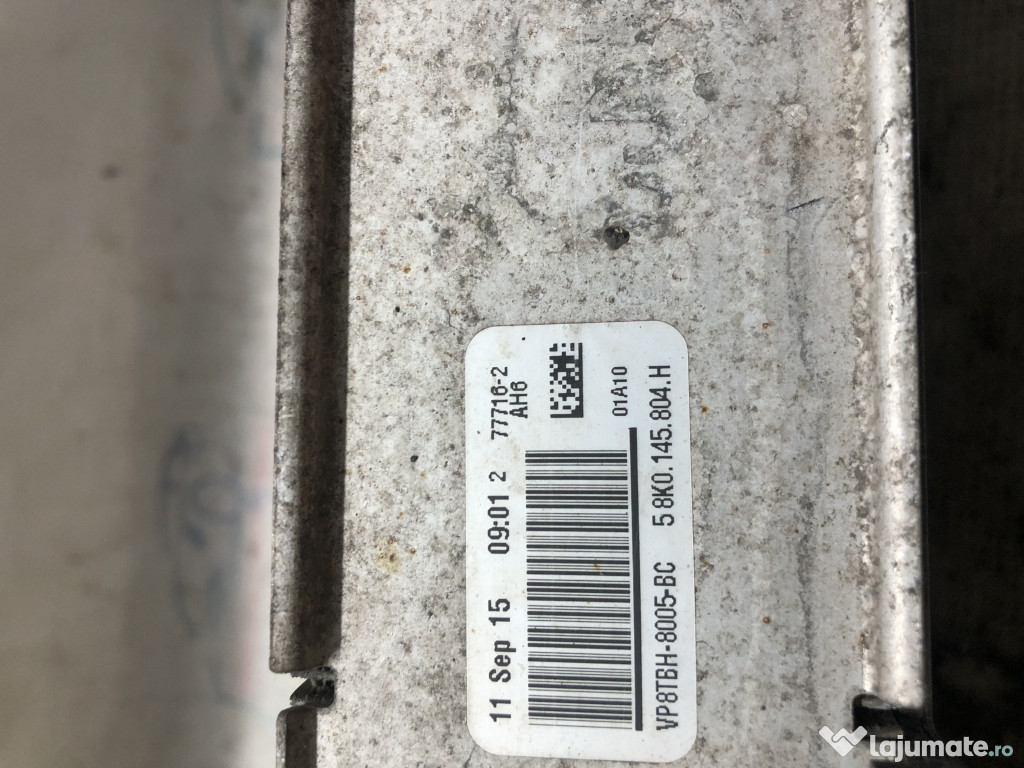 11 Sep 15 09:01 2 77716-2
AH6
01A10
VP8TBH-8005-BC 5 8K0.145.804.H
Lajumate.ro